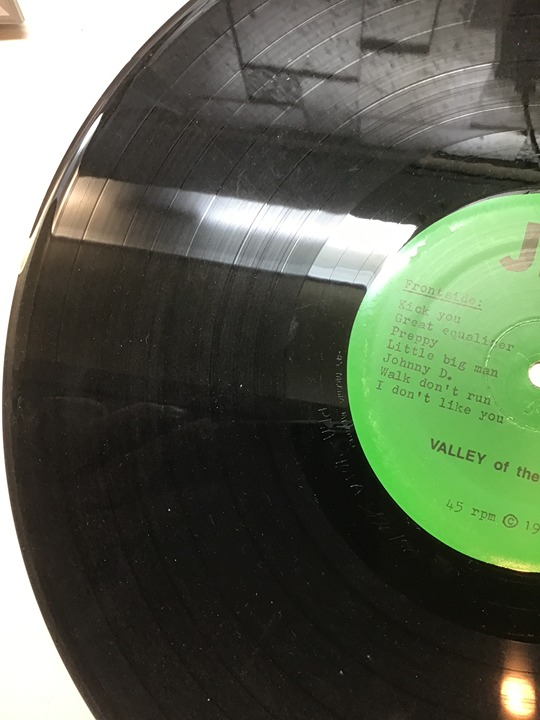 J
Frontside:
Kick you
Great equaliser
Preppy
Little big man
Johnny D.
Walk don't run
I don't like you
VALLEY of the
45 rpm © 19